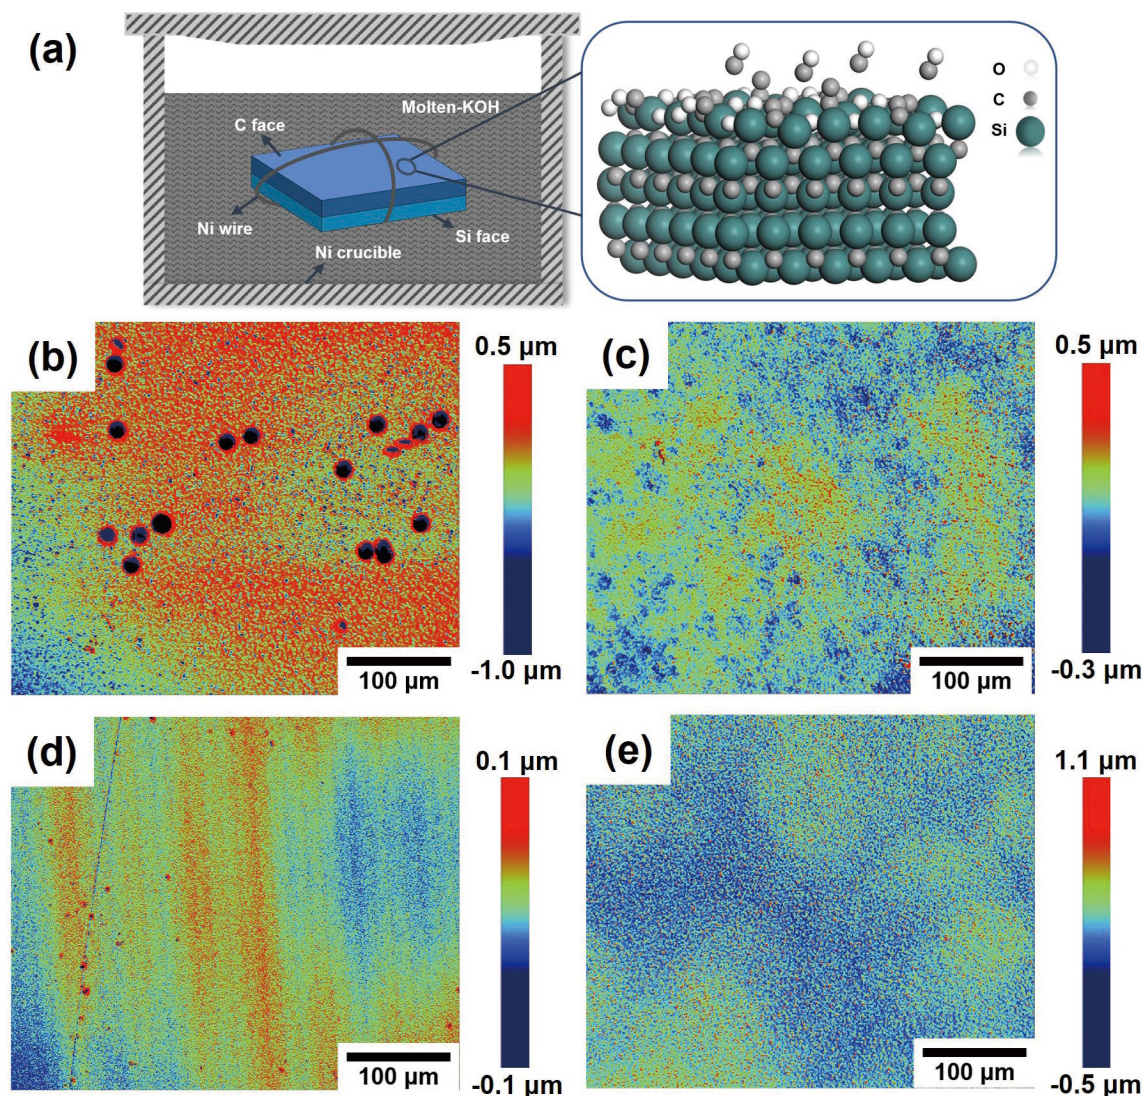 (a)
Molten-KOH
C face
Ni wire
Si face
Ni crucible
O
C
Si
(b)
0.5 μm
-1.0 μm
100 μm
(c)
0.5 μm
-0.3 μm
100 μm
(d)
0.1 μm
-0.1 μm
100 μm
(e)
1.1 μm
-0.5 μm
100 μm